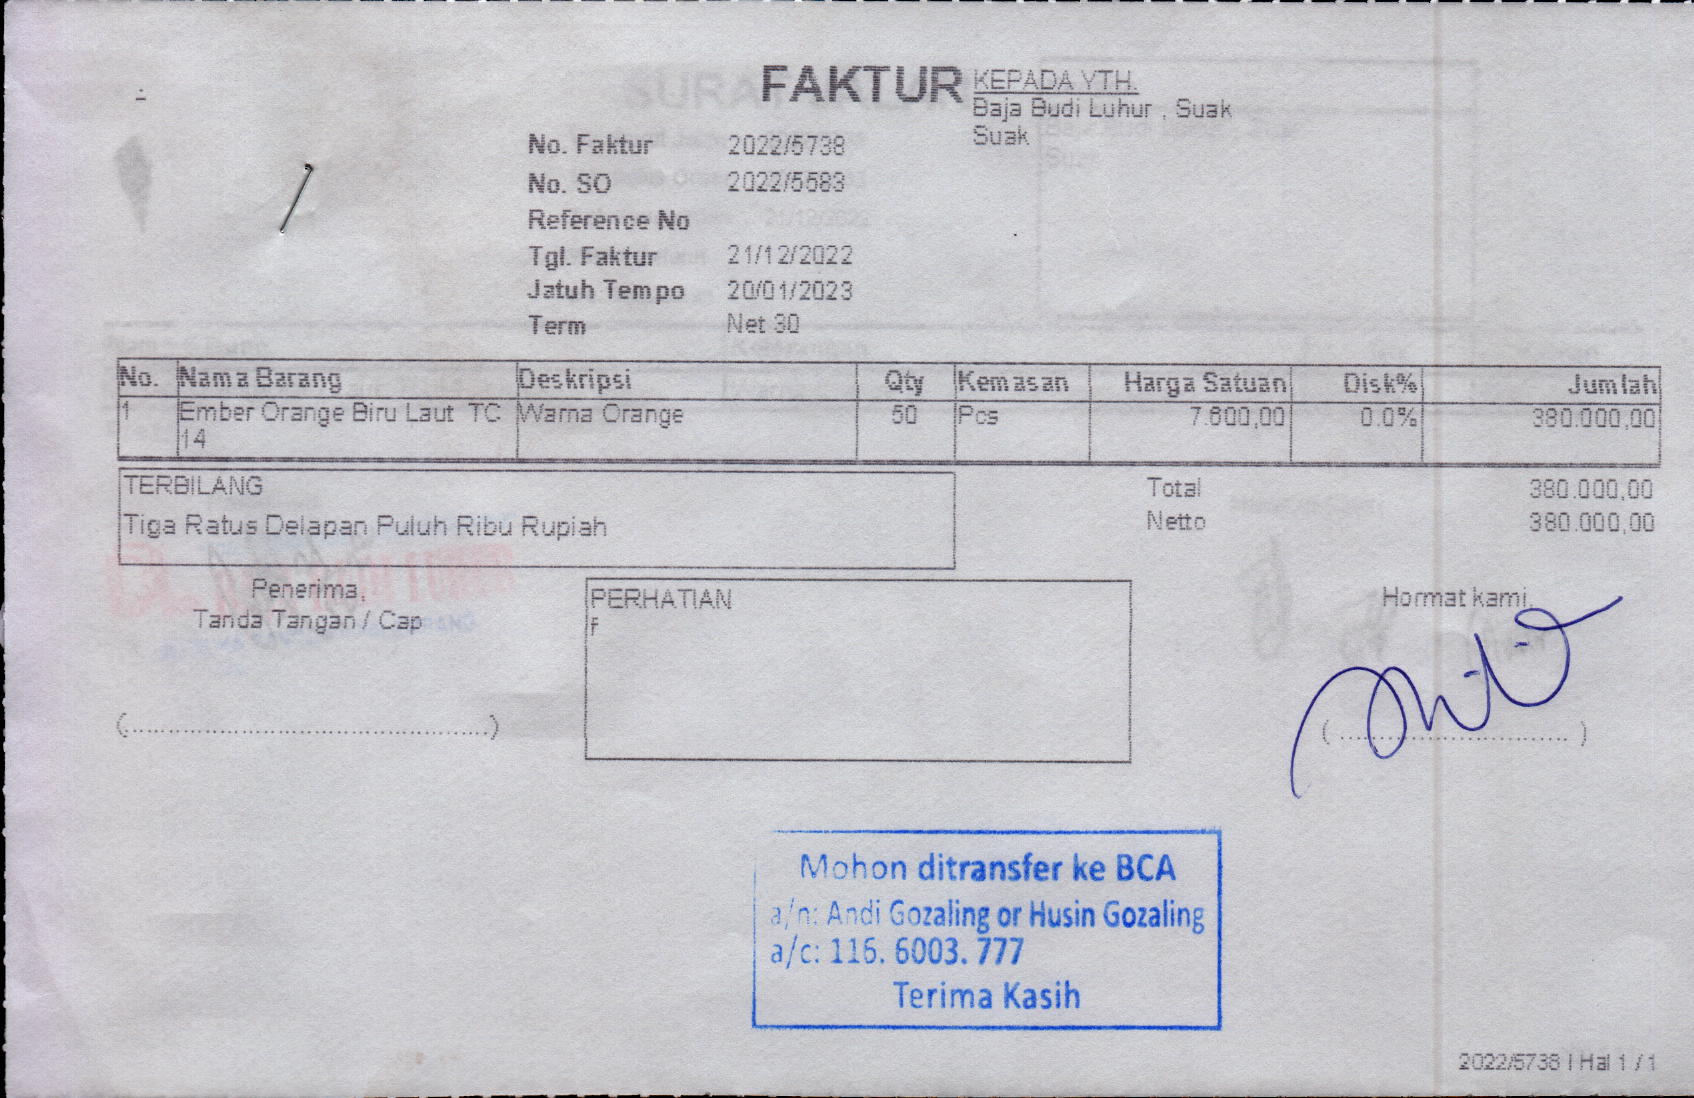 FAKTUR
KEPADA YTH.
Baja Budi Luhur , Suak
Suak
No. Faktur 2022/5738
No. SO 2022/5583
Reference No
Tgl. Faktur 21/12/2022
Jatuh Tempo 20/01/2023
Term Net 30
No. Nama Barang Deskripsi Qty Kemasan Harga Satuan Disk% Jumlah
1 Ember Orange Biru Laut TC Warna Orange 50 Pcs 7.600,00 0.0% 380.000,00
14
TERBILANG
Tiga Ratus Delapan Puluh Ribu Rupiah
Total 380.000,00
Netto 380.000,00
Penerima,
Tanda Tangan / Cap
(................................................)
PERHATIAN
F
Hormat kami,
( ............................... )
Mohon ditransfer ke BCA
a/n: Andi Gozaling or Husin Gozaling
a/c: 116. 6003. 777
Terima Kasih
2022/5738 | Hal 1 / 1